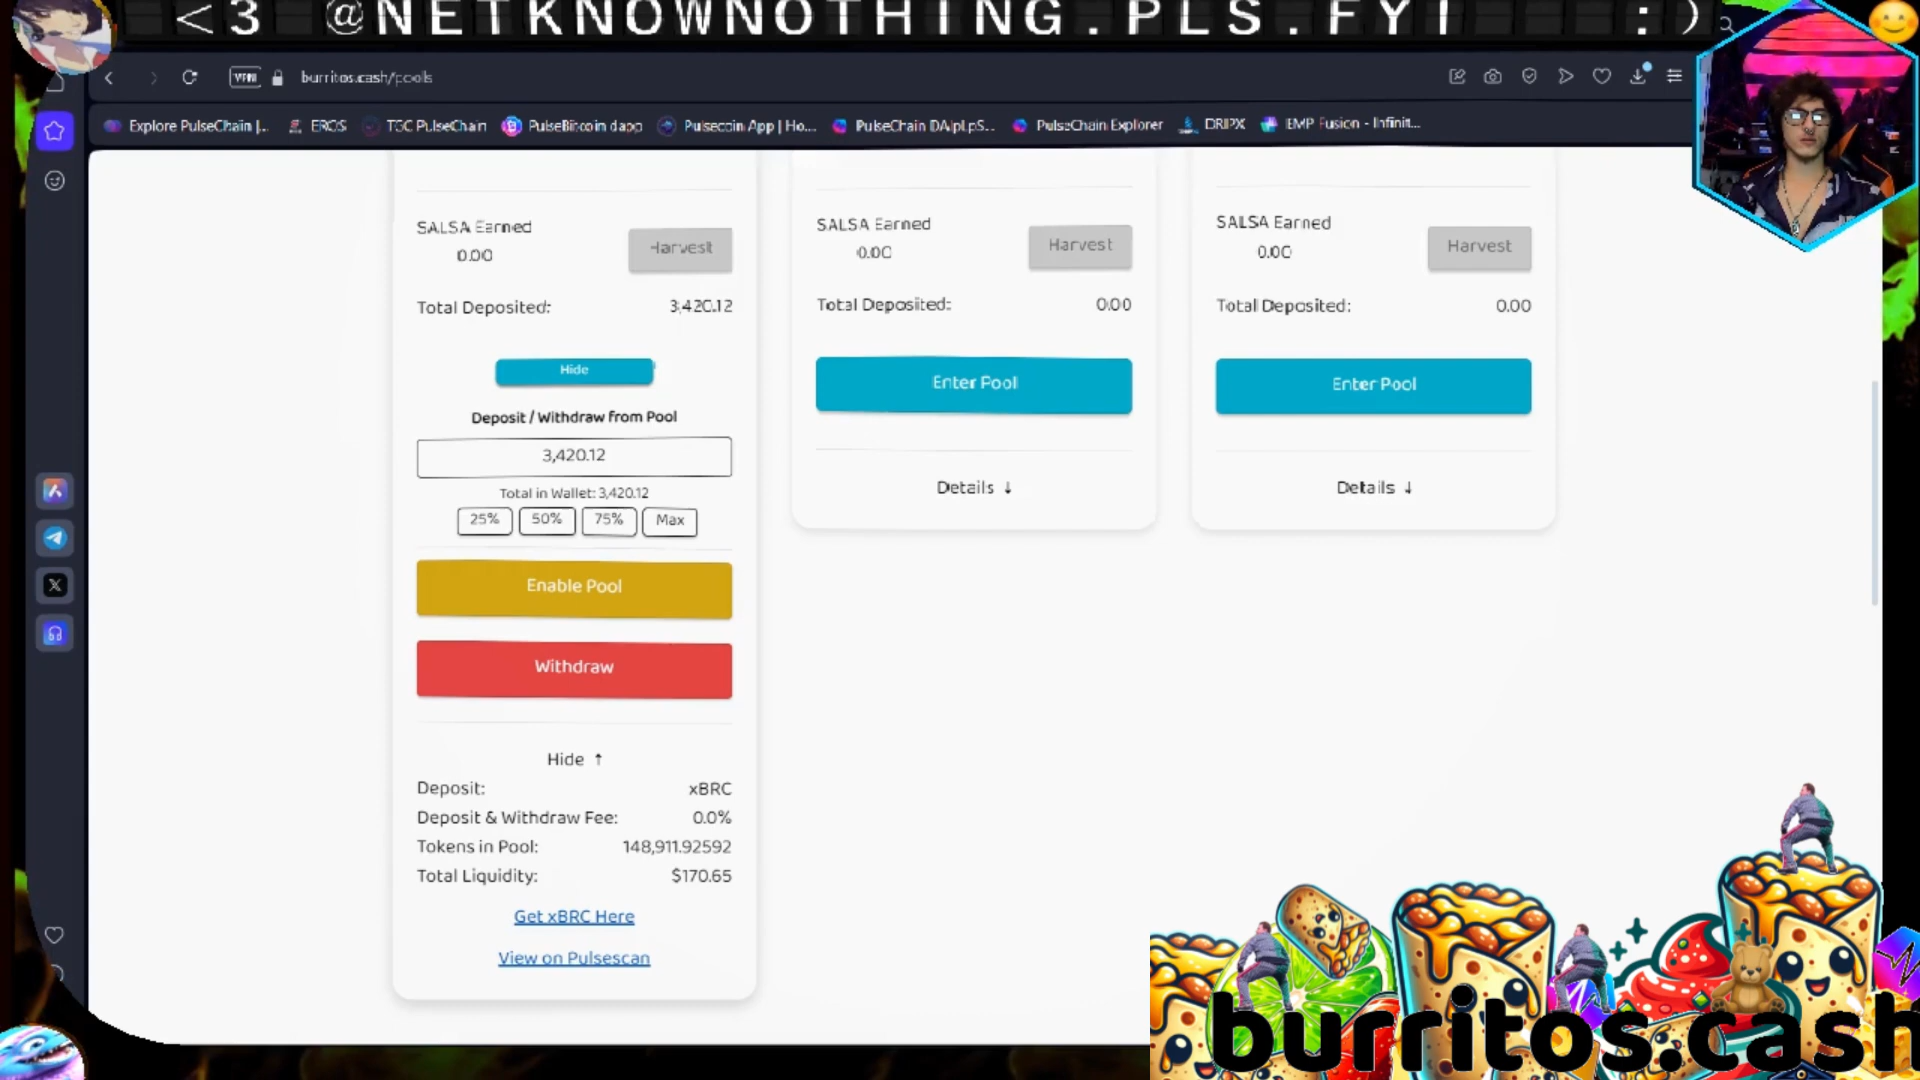 <3 @NETKNOWNOTHING.PLS.FYI :)
VPN burritos.cash/pools
Explore PulseChain |... EROS TSC PulseChain PulseBitcoin dapp Pulsecoin App | Ho... PulseChain Explorer DRIPX EMP Fusion - Infinit...
SALSA Earned
0.00
Harvest
Total Deposited: 3,420.12
Hide
Deposit / Withdraw from Pool
3,420.12
Total in Wallet: 3,420.12
25% 50% 75% Max
Enable Pool
Withdraw
Hide ↑
Deposit: xBRC
Deposit & Withdraw Fee: 0.0%
Tokens in Pool: 148,911.92592
Total Liquidity: $170.65
Get xBRC Here
View on Pulsescan
SALSA Earned
0.00
Harvest
Total Deposited: 0.00
Enter Pool
Details ↓
SALSA Earned
0.00
Harvest
Total Deposited: 0.00
Enter Pool
Details ↓
burritos.cash